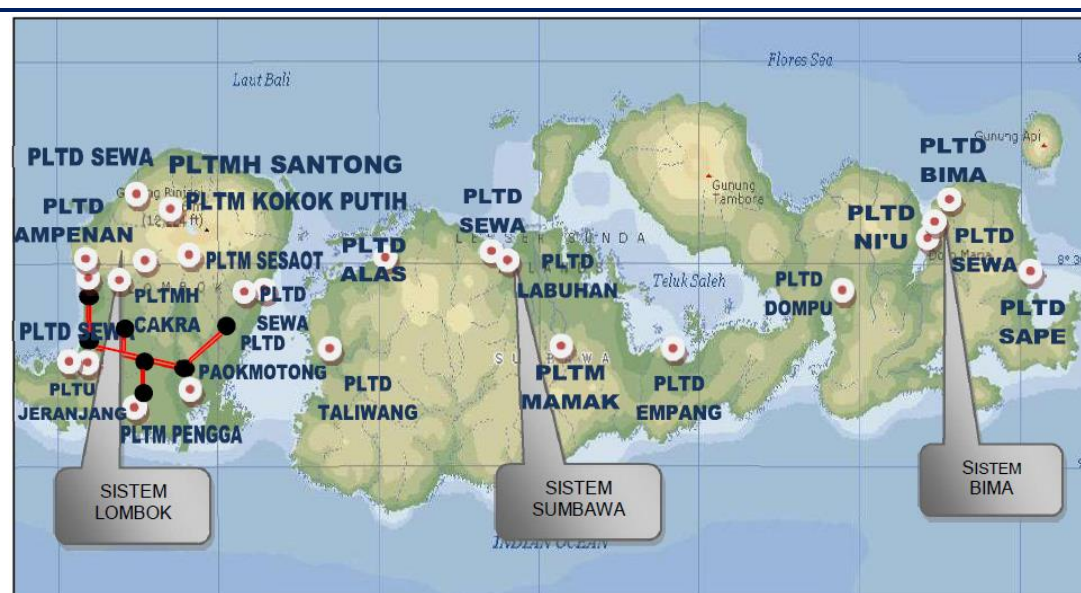 Flores Sea
Laut Bali
Gunung Api
PLTD SEWA
PLTMH SANTONG
PLTM KOKOK PUTIH
PLTD
AMPENAN
PLTM SESAOT
PLTMH
CAKRA
PLTD SEWA
PLTD
SEWA
PLTD
PAOKMOTONG
PLTU
JERANJANG
PLTM PENGGA
PLTD
ALAS
PLTD
TALIWANG
PLTD
SEWA
PLTD
LABUHAN
Teluk Saleh
Gunung
Tambora
PLTM
MAMAK
PLTD
EMPANG
PLTD
DOMPU
PLTD
BIMA
PLTD
NI'U
PLTD
SEWA
PLTD
SAPE
SISTEM
LOMBOK
SISTEM
SUMBAWA
SISTEM
BIMA
INDIAN OCEAN